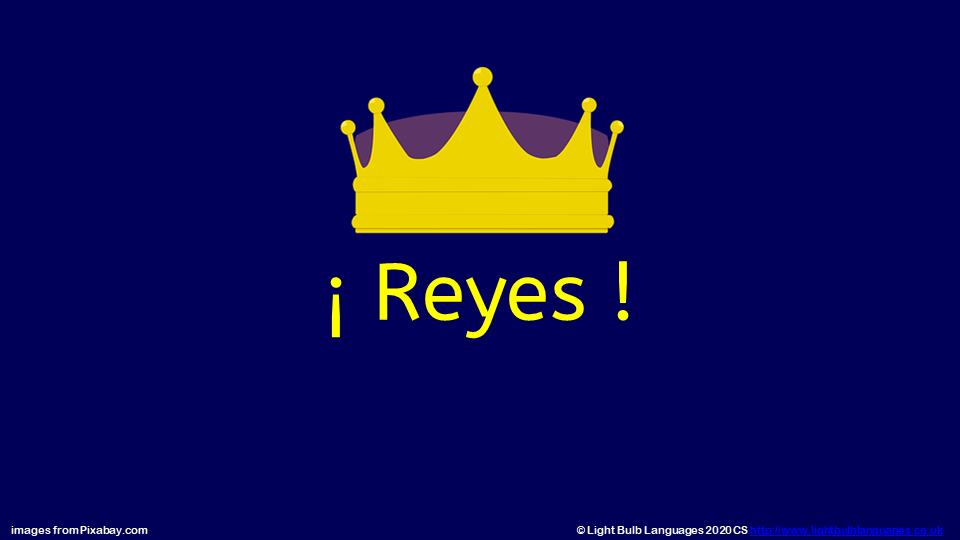 ¡ Reyes !
images from Pixabay.com
© Light Bulb Languages 2020 CS http://www.lightbulblanguages.co.uk